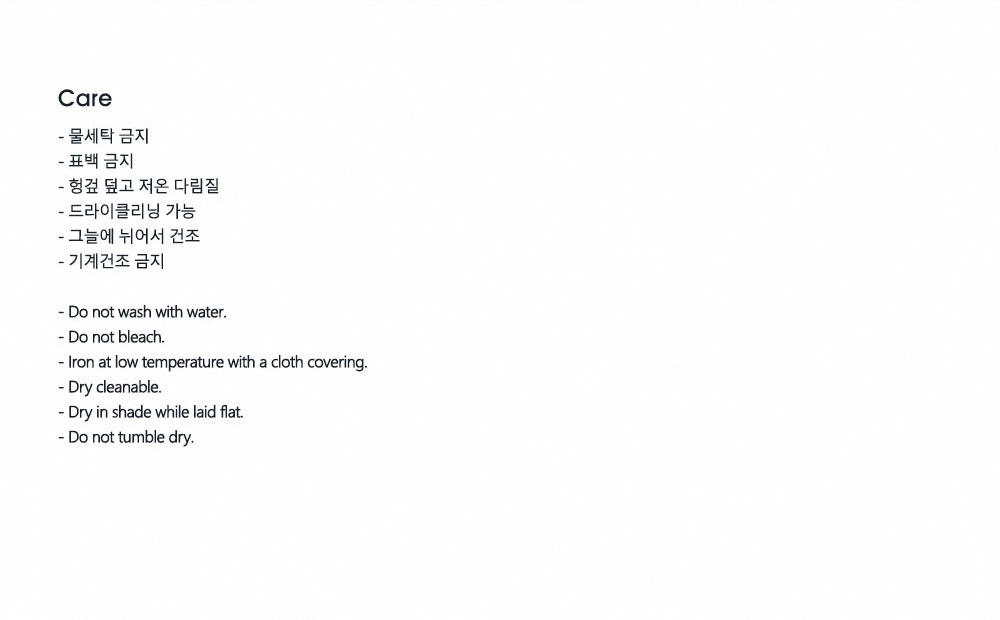 Care
- 물세탁 금지
- 표백 금지
- 헝겊 덮고 저온 다림질
- 드라이클리닝 가능
- 그늘에 뉘어서 건조
- 기계건조 금지
- Do not wash with water.
- Do not bleach.
- Iron at low temperature with a cloth covering.
- Dry cleanable.
- Dry in shade while laid flat.
- Do not tumble dry.